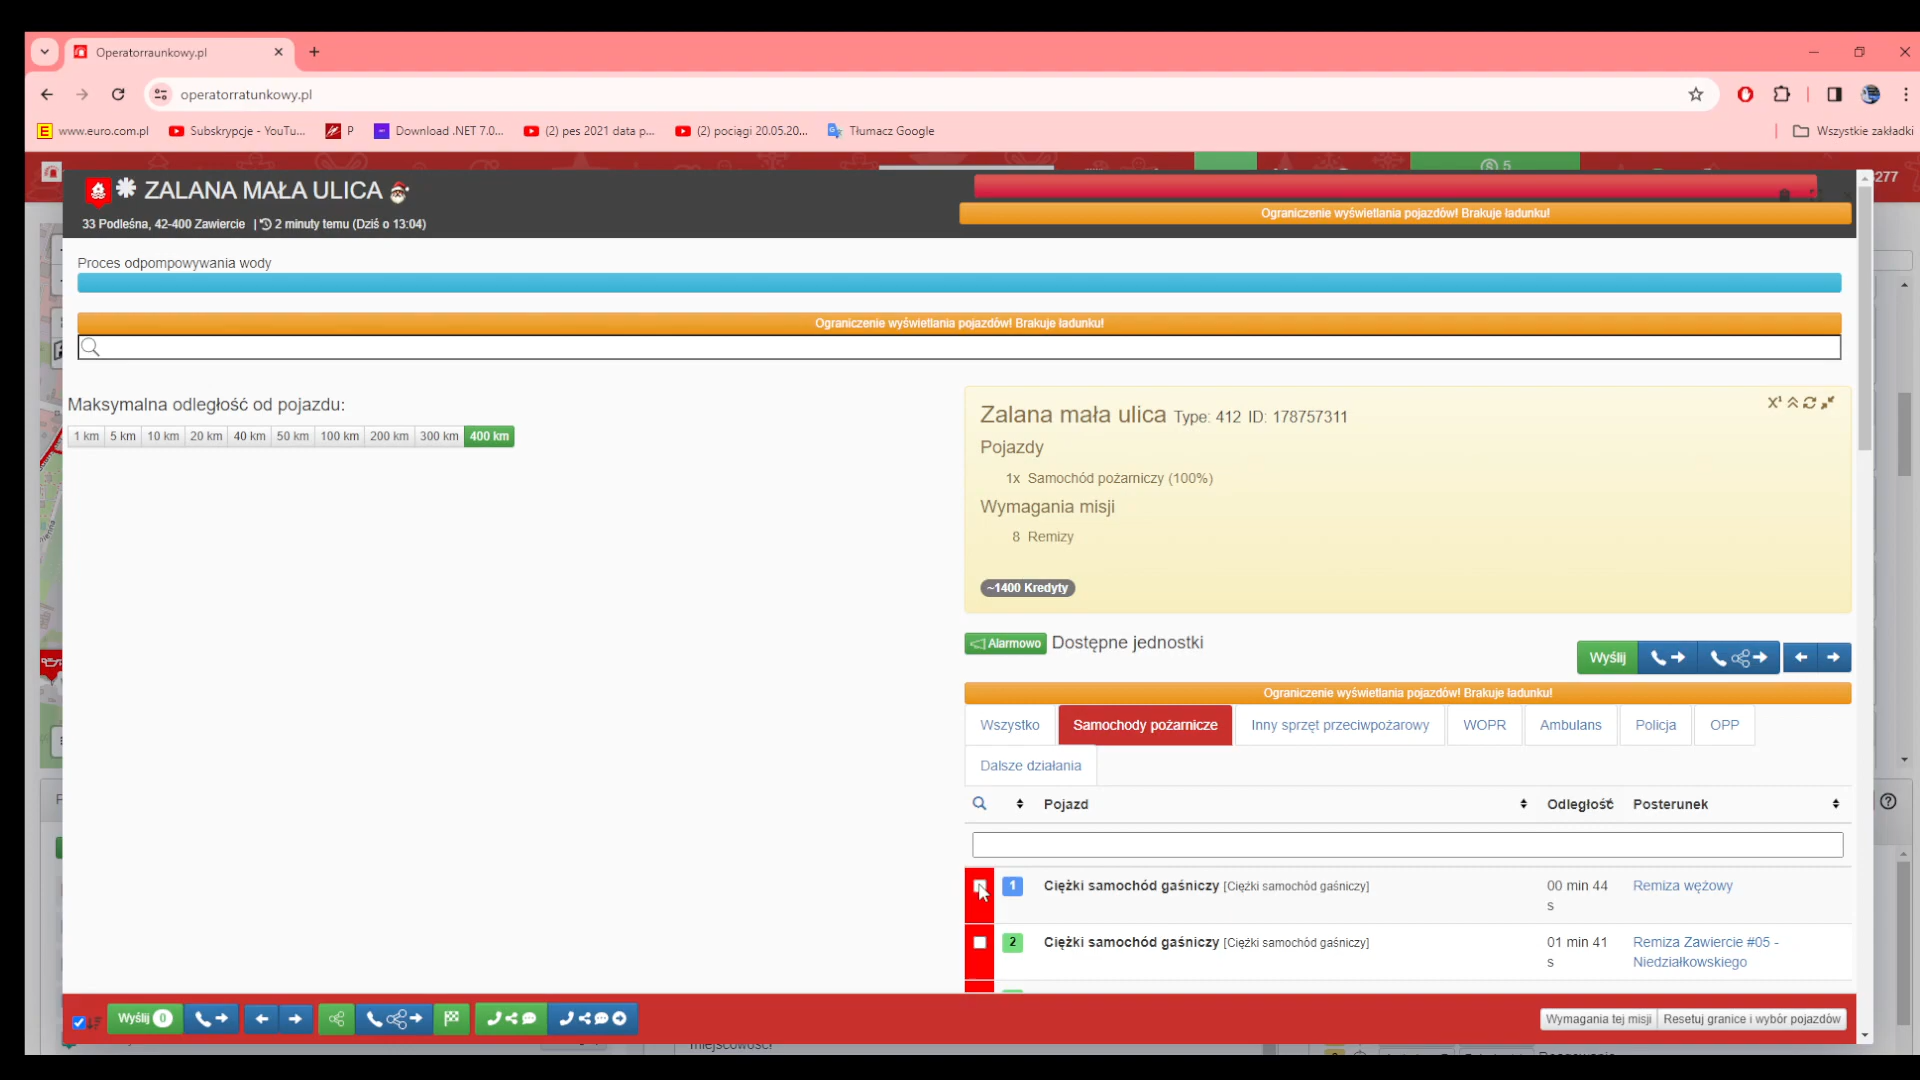 Operatorraunkowy.pl
operatorratunkowy.pl
www.euro.com.pl
Subskrypcje - YouTu...
P
Download .NET 7.0...
(2) pes 2021 data p...
(2) pociągi 20.05.20...
Tłumacz Google
Wszystkie zakładki
5
277
ZALANA MAŁA ULICA
33 Podleśna, 42-400 Zawiercie | 2 minuty temu (Dziś o 13:04)
Ograniczenie wyświetlania pojazdów! Brakuje ładunku!
Proces odpompowywania wody
Ograniczenie wyświetlania pojazdów! Brakuje ładunku!
Maksymalna odległość od pojazdu:
1 km 5 km 10 km 20 km 40 km 50 km 100 km 200 km 300 km 400 km
Zalana mała ulica Type: 412 ID: 178757311
X¹
Pojazdy
1x Samochód pożarniczy (100%)
Wymagania misji
8 Remizy
~1400 Kredyty
Alarmowo Dostępne jednostki
Wyślij
Ograniczenie wyświetlania pojazdów! Brakuje ładunku!
Wszystko Samochody pożarnicze Inny sprzęt przeciwpożarowy WOPR Ambulans Policja OPP
Dalsze działania
Pojazd Odległość Posterunek
1 Ciężki samochód gaśniczy [Ciężki samochód gaśniczy] 00 min 44 s Remiza wężowy
2 Ciężki samochód gaśniczy [Ciężki samochód gaśniczy] 01 min 41 s Remiza Zawiercie #05 - Niedziałkowskiego
Wyślij 0
Wymagania tej misji Resetuj granice i wybór pojazdów